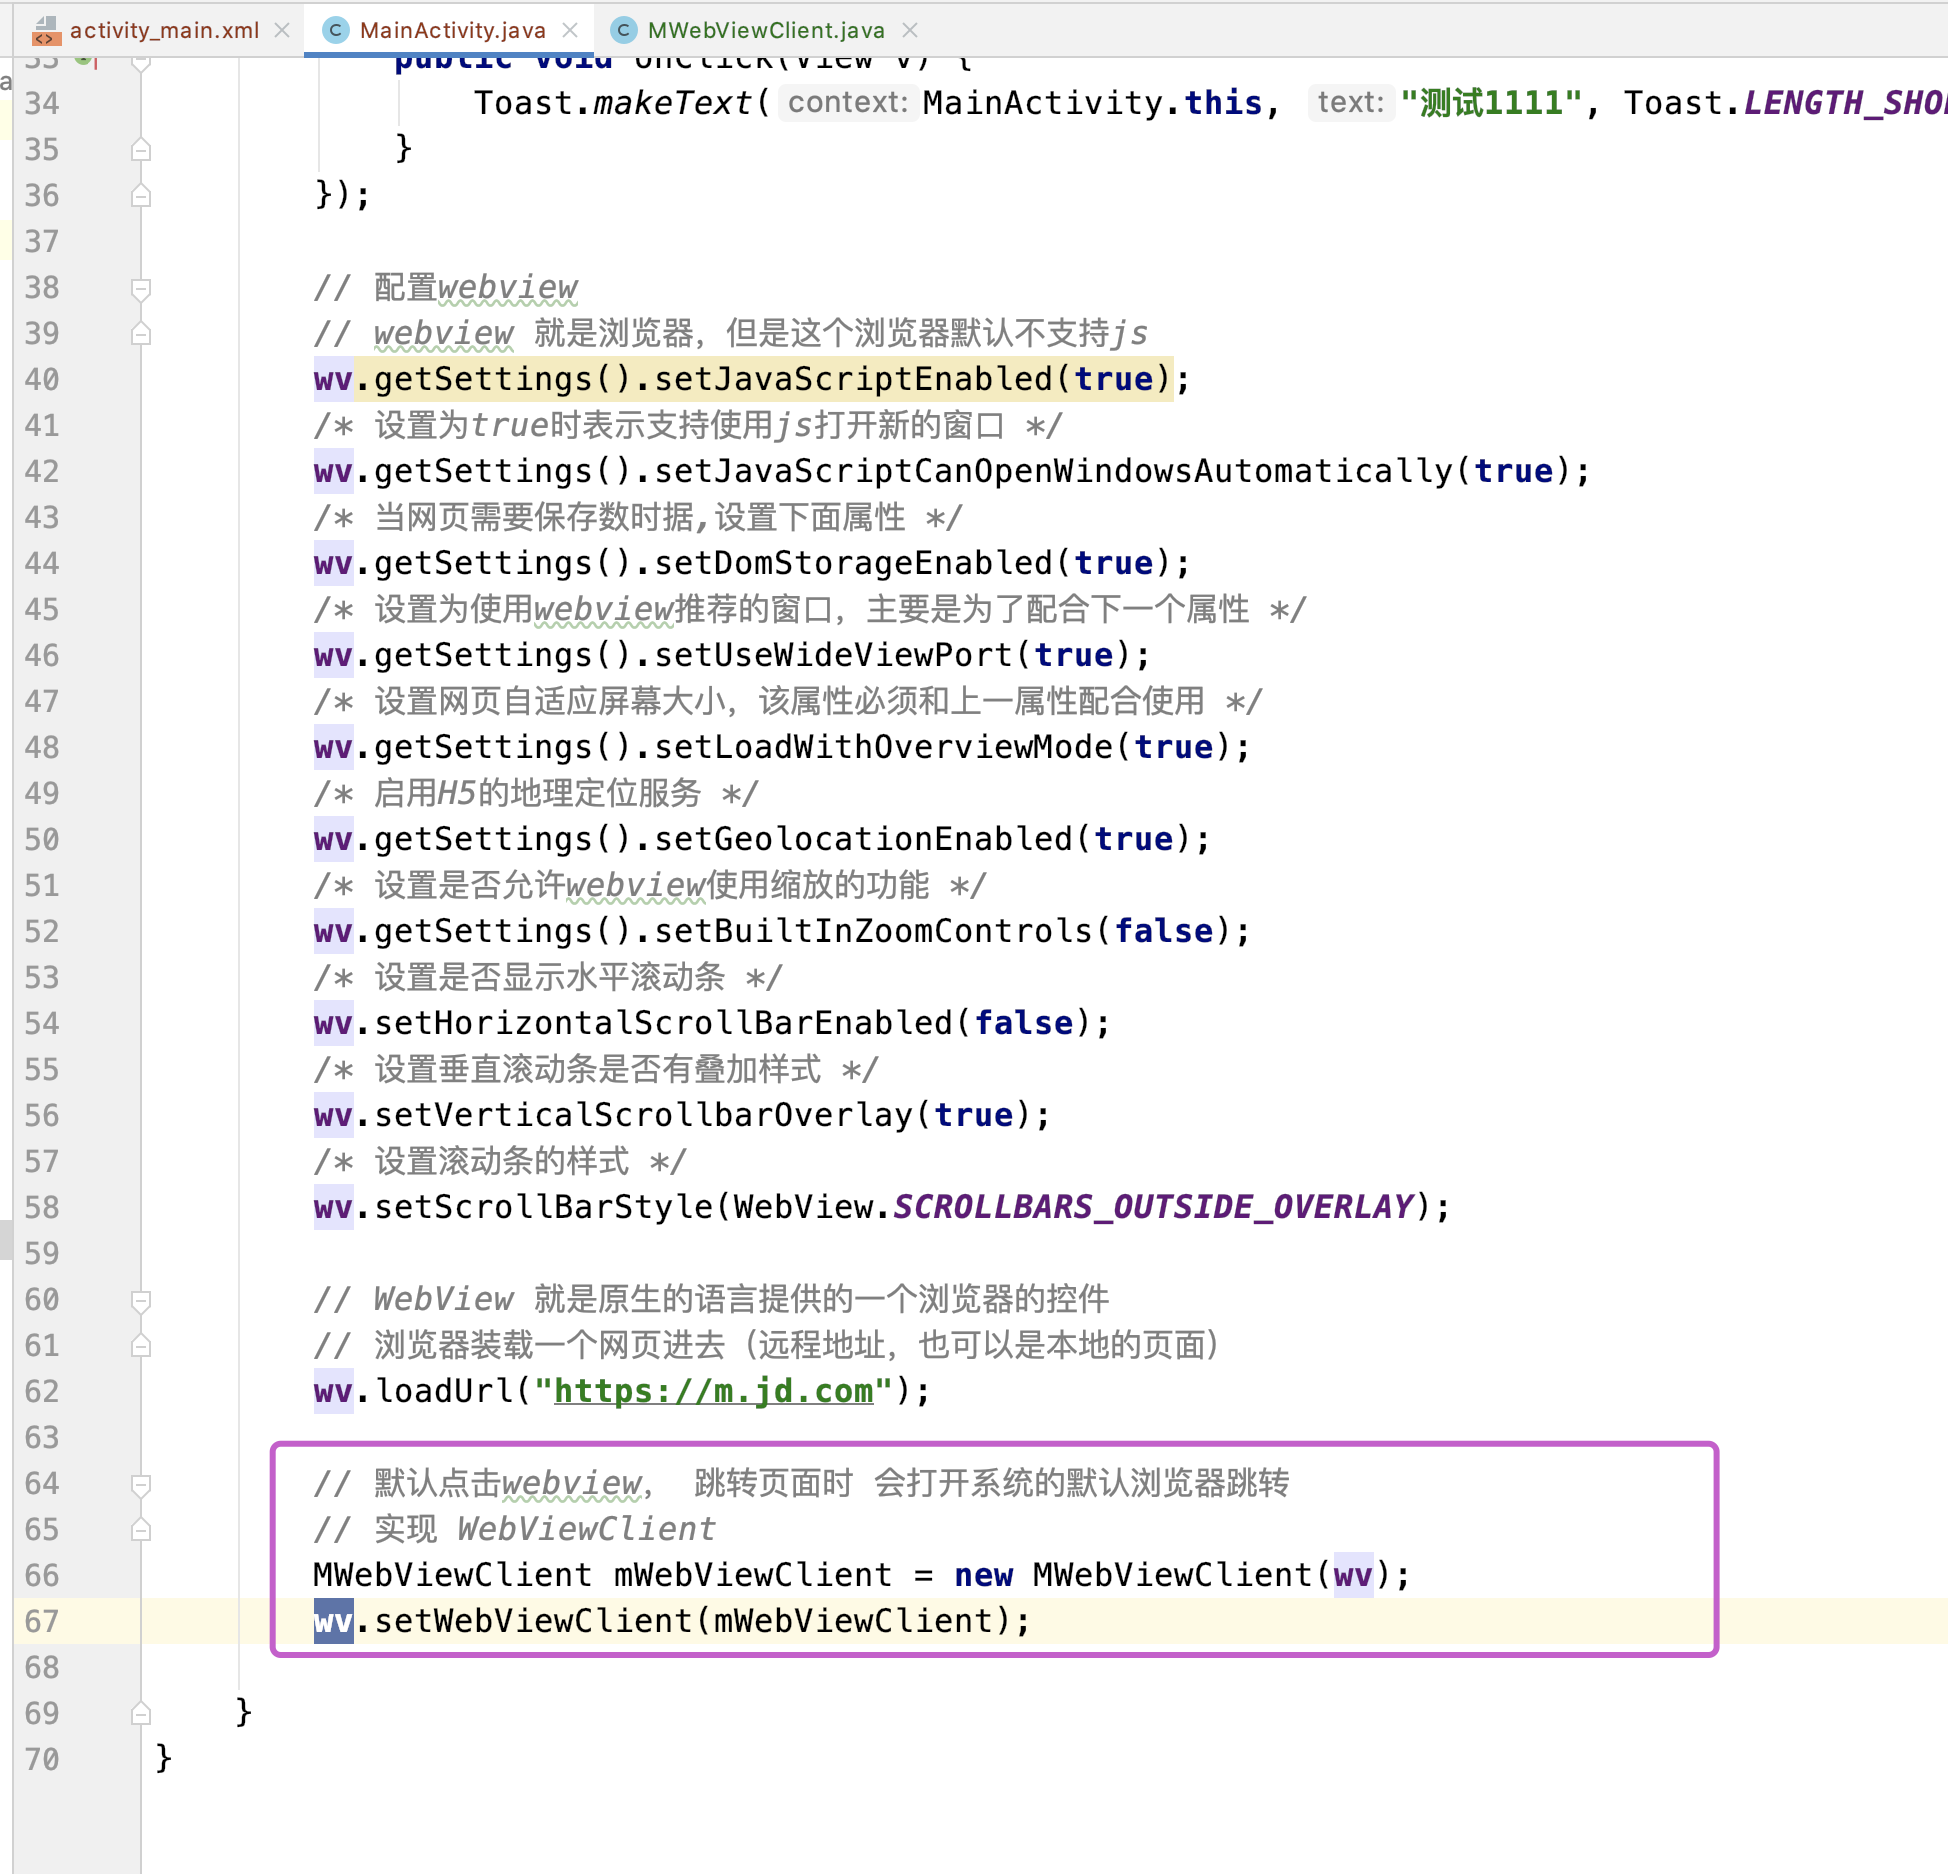 activity_main.xml MainActivity.java MWebViewClient.java
33 public void onClick(View v) {
34 Toast.makeText( context: MainActivity.this, text: "测试1111", Toast.
35 }
36 });
37
38 // 配置webview
39 // webview 就是浏览器，但是这个浏览器默认不支持js
40 wv.getSettings().setJavaScriptEnabled(true);
41 /* 设置为true时表示支持使用js打开新的窗口 */
42 wv.getSettings().setJavaScriptCanOpenWindowsAutomatically(true);
43 /* 当网页需要保存数时据,设置下面属性 */
44 wv.getSettings().setDomStorageEnabled(true);
45 /* 设置为使用webview推荐的窗口，主要是为了配合下一个属性 */
46 wv.getSettings().setUseWideViewPort(true);
47 /* 设置网页自适应屏幕大小，该属性必须和上一属性配合使用 */
48 wv.getSettings().setLoadWithOverviewMode(true);
49 /* 启用H5的地理定位服务 */
50 wv.getSettings().setGeolocationEnabled(true);
51 /* 设置是否允许webview使用缩放的功能 */
52 wv.getSettings().setBuiltInZoomControls(false);
53 /* 设置是否显示水平滚动条 */
54 wv.setHorizontalScrollBarEnabled(false);
55 /* 设置垂直滚动条是否有叠加样式 */
56 wv.setVerticalScrollbarOverlay(true);
57 /* 设置滚动条的样式 */
58 wv.setScrollBarStyle(WebView.SCROLLBARS_OUTSIDE_OVERLAY);
59
60 // WebView 就是原生的语言提供的一个浏览器的控件
61 // 浏览器装载一个网页进去（远程地址，也可以是本地的页面）
62 wv.loadUrl("https://m.jd.com");
63
64 // 默认点击webview， 跳转页面时 会打开系统的默认浏览器跳转
65 // 实现 WebViewClient
66 MWebViewClient mWebViewClient = new MWebViewClient(wv);
67 wv.setWebViewClient(mWebViewClient);
68
69 }
70 }